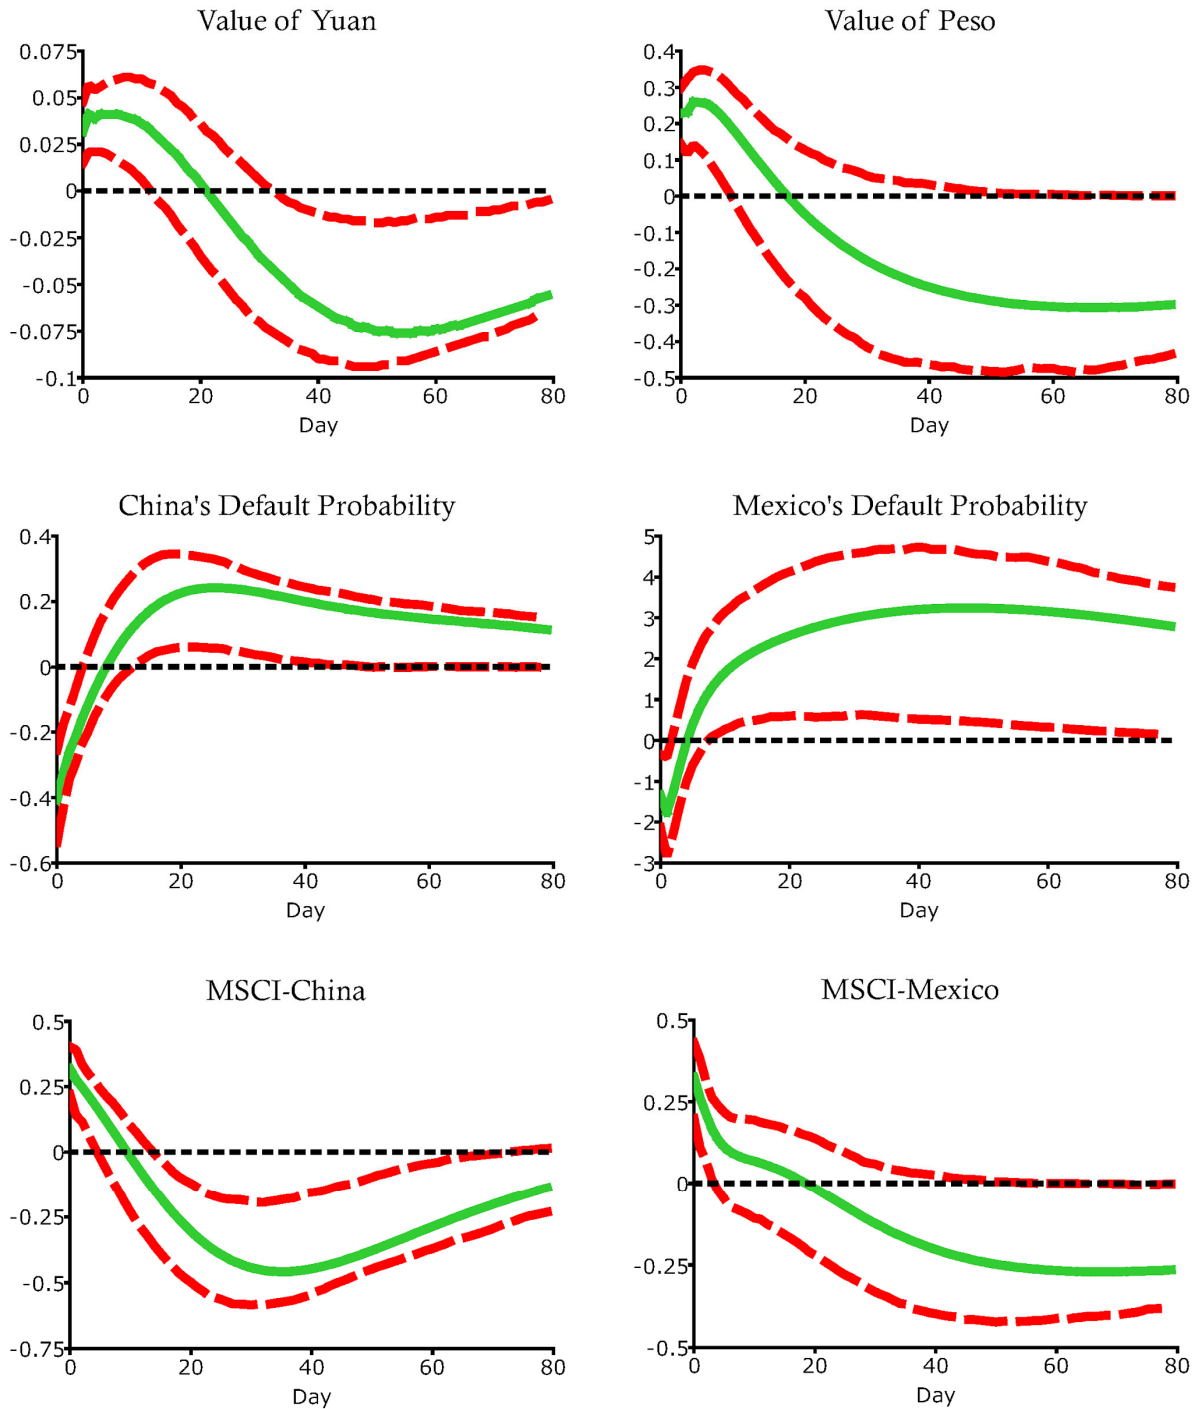 Value of Yuan
0.075
0.05
0.025
0
-0.025
-0.05
-0.075
-0.1
0 20 40 60 80
Day
Value of Peso
0.4
0.3
0.2
0.1
0
-0.1
-0.2
-0.3
-0.4
-0.5
0 20 40 60 80
Day
China's Default Probability
0.4
0.2
0
-0.2
-0.4
-0.6
0 20 40 60 80
Day
Mexico's Default Probability
5
4
3
2
1
0
-1
-2
-3
0 20 40 60 80
Day
MSCI-China
0.5
0.25
0
-0.25
-0.5
-0.75
0 20 40 60 80
Day
MSCI-Mexico
0.5
0.25
0
-0.25
-0.5
0 20 40 60 80
Day